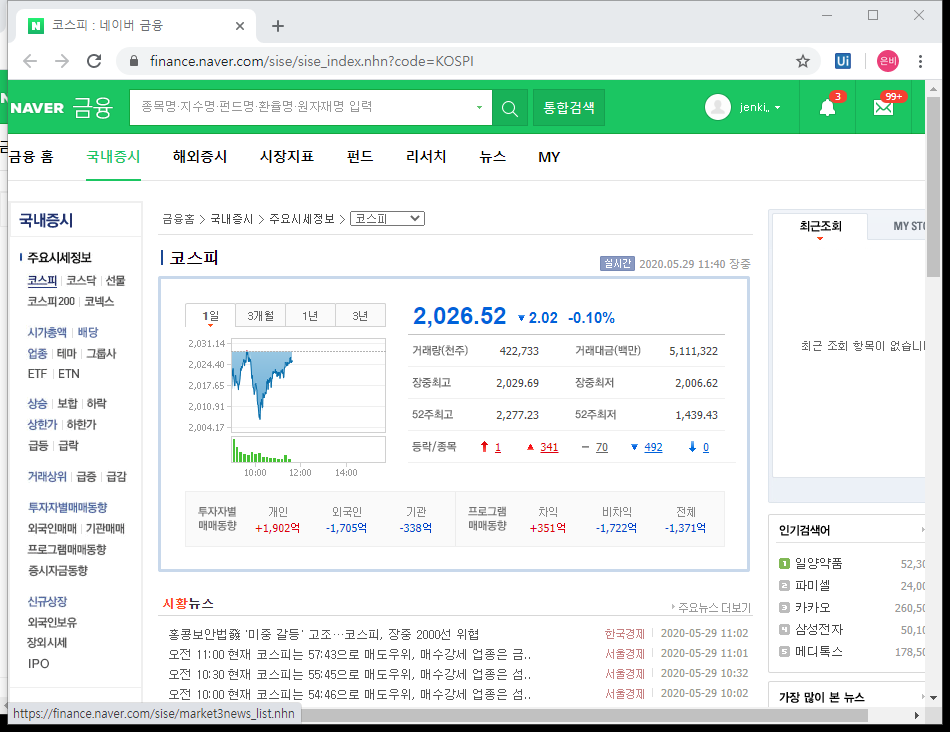 코스피 : 네이버 금융
finance.naver.com/sise/sise_index.nhn?code=KOSPI
Ui
은비
NAVER 금융
종목명·지수명·펀드명·환율명·원자재명 입력
통합검색
jenki,,
3
99+
금융 홈
국내증시
해외증시
시장지표
펀드
리서치
뉴스
MY
국내증시
주요시세정보
코스피 코스닥 선물
코스피200 코넥스
시가총액 배당
업종 테마 그룹사
ETF ETN
상승 보합 하락
상한가 하한가
급등 급락
거래상위 급증 급감
투자자별매매동향
외국인매매 기관매매
프로그램매매동향
증시자금동향
신규상장
외국인보유
장외시세
IPO
금융홈 > 국내증시 > 주요시세정보 > 코스피
코스피
실시간 2020.05.29 11:40 장중
1일 3개월 1년 3년
2,031.14
2,024.40
2,017.65
2,010.91
2,004.17
10:00 12:00 14:00
2,026.52 ▼2.02 -0.10%
거래량(천주) 422,733 거래대금(백만) 5,111,322
장중최고 2,029.69 장중최저 2,006.62
52주최고 2,277.23 52주최저 1,439.43
등락/종목 ↑ 1 ▲ 341 − 70 ▼ 492 ↓ 0
투자자별
매매동향
개인 외국인 기관
+1,902억 -1,705억 -338억
프로그램
매매동향
차익 비차익 전체
+351억 -1,722억 -1,371억
시황뉴스
주요뉴스 더보기
홍콩보안법發 '미중 갈등' 고조…코스피, 장중 2000선 위협 한국경제 2020-05-29 11:02
오전 11:00 현재 코스피는 57:43으로 매도우위, 매수강세 업종은 금.. 서울경제 2020-05-29 11:01
오전 10:30 현재 코스피는 55:45으로 매도우위, 매수강세 업종은 섬.. 서울경제 2020-05-29 10:32
오전 10:00 현재 코스피는 54:46으로 매도우위, 매수강세 업종은 섬.. 서울경제 2020-05-29 10:02
최근조회
MY STO
최근 조회 항목이 없습니
인기검색어
1 일양약품 52,30
2 파미셀 24,00
3 카카오 260,50
4 삼성전자 50,10
5 메디톡스 178,50
가장 많이 본 뉴스
https://finance.naver.com/sise/market3news_list.nhn